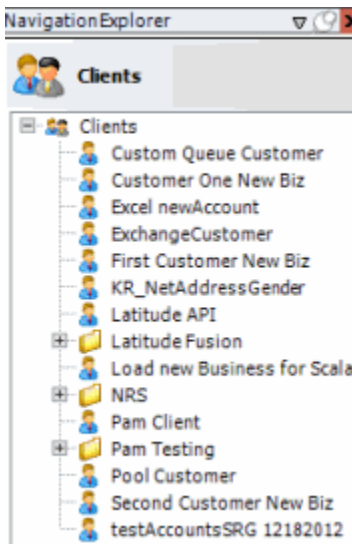 NavigationExplorer
Clients
Clients
Custom Queue Customer
Customer One New Biz
Excel newAccount
ExchangeCustomer
First Customer New Biz
KR_NetAddressGender
Latitude API
Latitude Fusion
Load new Business for Scala
NRS
Pam Client
Pam Testing
Pool Customer
Second Customer New Biz
testAccountsSRG 12182012